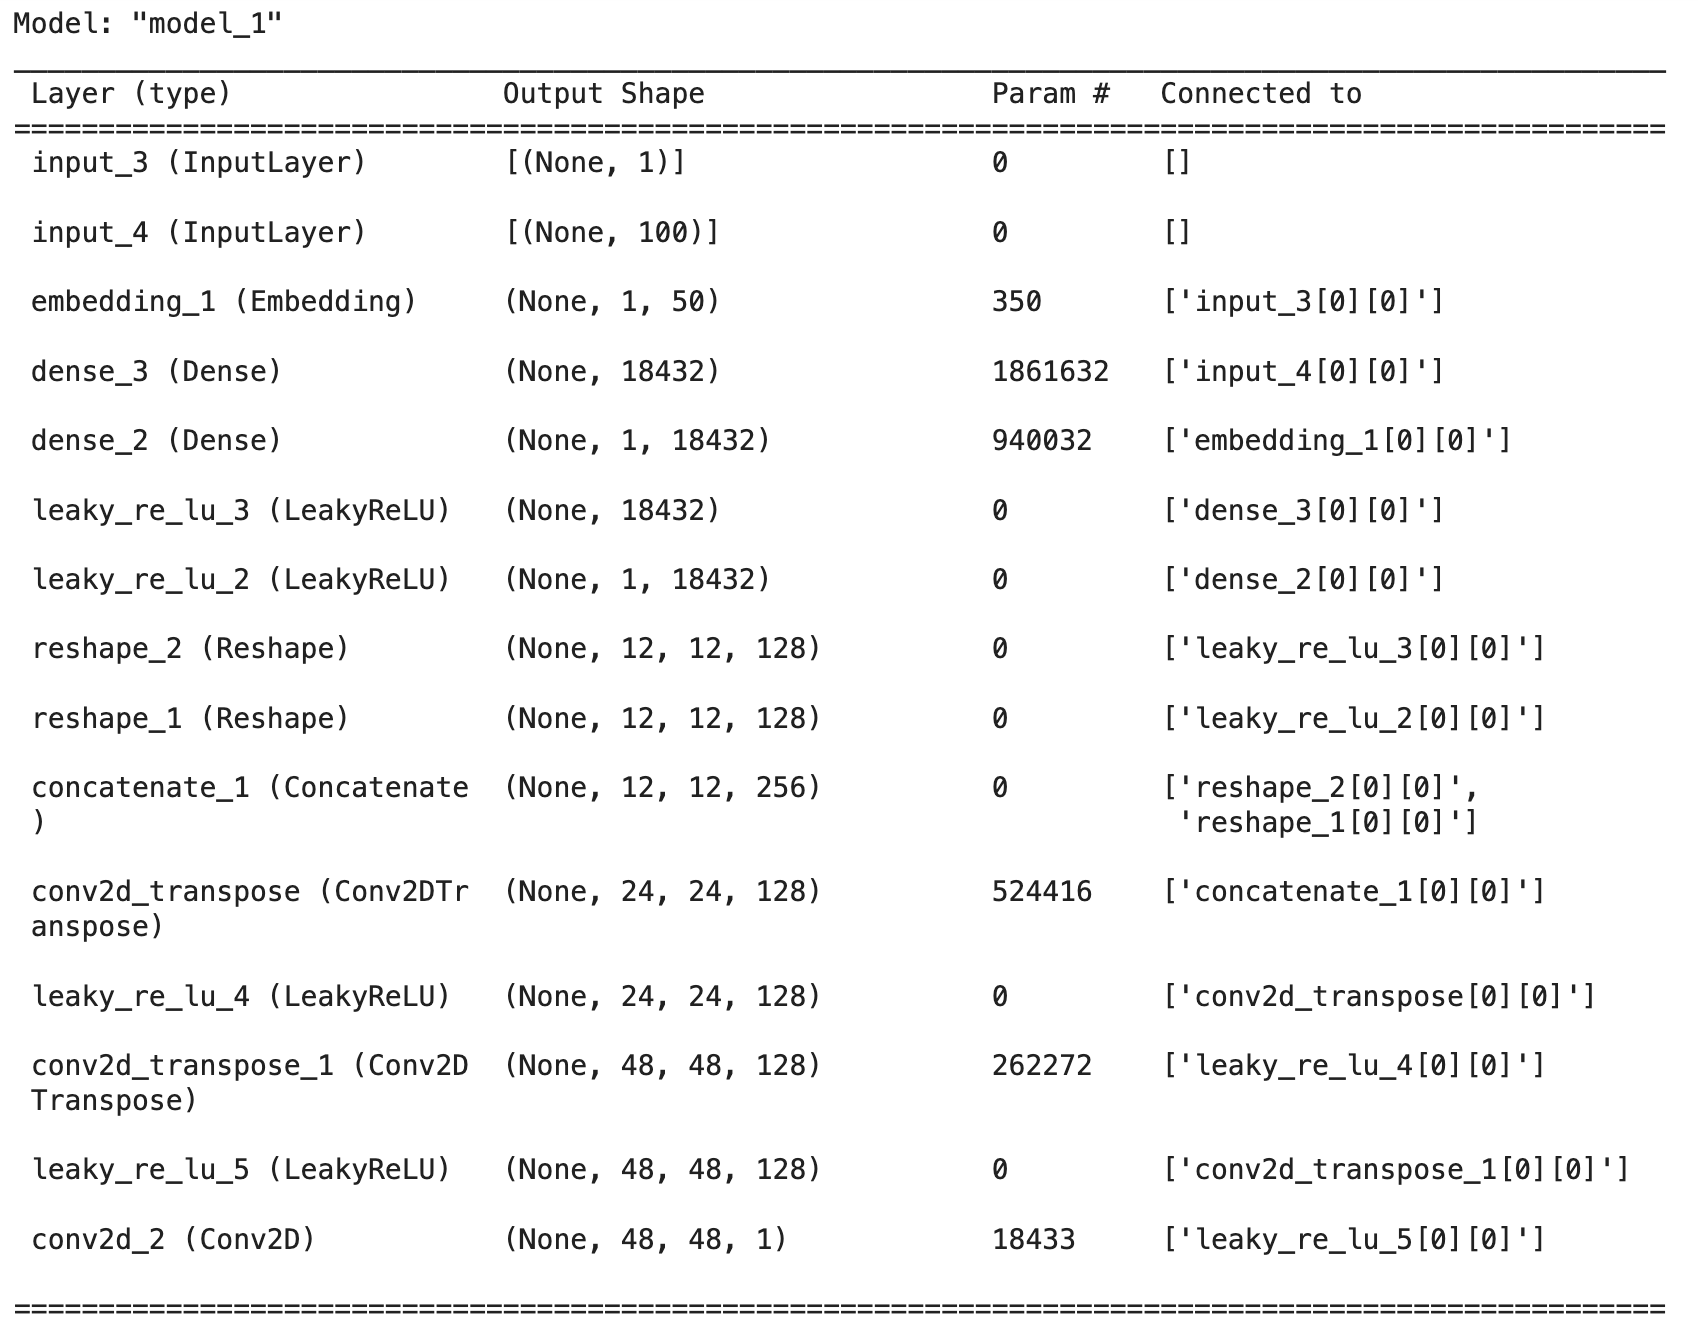 Model: "model_1"
Layer (type) Output Shape Param # Connected to
input_3 (InputLayer) [(None, 1)] 0 []
input_4 (InputLayer) [(None, 100)] 0 []
embedding_1 (Embedding) (None, 1, 50) 350 ['input_3[0][0]']
dense_3 (Dense) (None, 18432) 1861632 ['input_4[0][0]']
dense_2 (Dense) (None, 1, 18432) 940032 ['embedding_1[0][0]']
leaky_re_lu_3 (LeakyReLU) (None, 18432) 0 ['dense_3[0][0]']
leaky_re_lu_2 (LeakyReLU) (None, 1, 18432) 0 ['dense_2[0][0]']
reshape_2 (Reshape) (None, 12, 12, 128) 0 ['leaky_re_lu_3[0][0]']
reshape_1 (Reshape) (None, 12, 12, 128) 0 ['leaky_re_lu_2[0][0]']
concatenate_1 (Concatenate (None, 12, 12, 256) 0 ['reshape_2[0][0]',
) 'reshape_1[0][0]']
conv2d_transpose (Conv2DTr (None, 24, 24, 128) 524416 ['concatenate_1[0][0]']
anspose)
leaky_re_lu_4 (LeakyReLU) (None, 24, 24, 128) 0 ['conv2d_transpose[0][0]']
conv2d_transpose_1 (Conv2D (None, 48, 48, 128) 262272 ['leaky_re_lu_4[0][0]']
Transpose)
leaky_re_lu_5 (LeakyReLU) (None, 48, 48, 128) 0 ['conv2d_transpose_1[0][0]']
conv2d_2 (Conv2D) (None, 48, 48, 1) 18433 ['leaky_re_lu_5[0][0]']